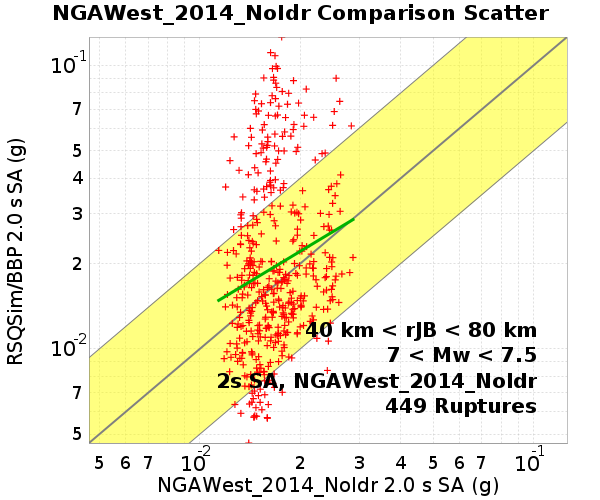 NGAWest_2014_NoIdr Comparison Scatter
RSQSim/BBP 2.0 s SA (g)
10^-1
7
5
4
3
2
10^-2
7
5
40 km < rJB < 80 km
7 < Mw < 7.5
2s SA, NGAWest_2014_NoIdr
449 Ruptures
5 6 7 10^-2 2 3 4 5 6 7 10^-1
NGAWest_2014_NoIdr 2.0 s SA (g)